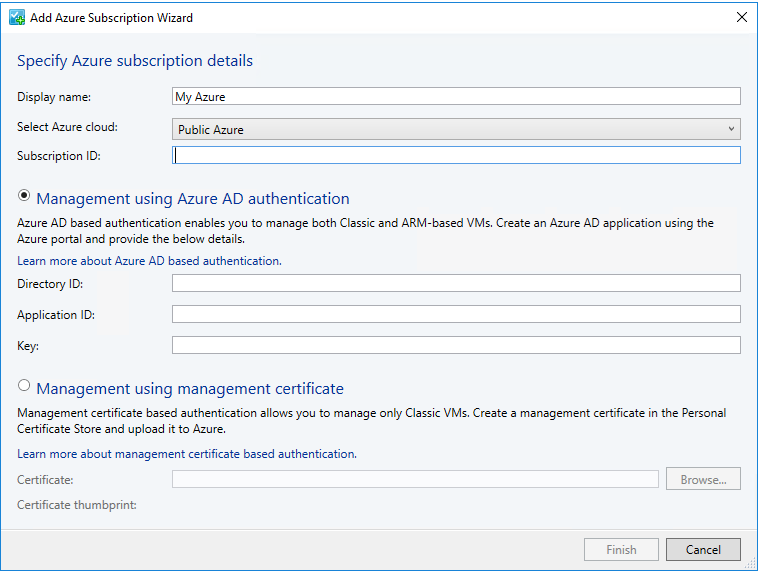 Add Azure Subscription Wizard
Specify Azure subscription details
Display name:
My Azure
Select Azure cloud:
Public Azure
Subscription ID:
Management using Azure AD authentication
Azure AD based authentication enables you to manage both Classic and ARM-based VMs. Create an Azure AD application using the
Azure portal and provide the below details.
Learn more about Azure AD based authentication.
Directory ID:
Application ID:
Key:
Management using management certificate
Management certificate based authentication allows you to manage only Classic VMs. Create a management certificate in the Personal
Certificate Store and upload it to Azure.
Learn more about management certificate based authentication.
Certificate:
Browse...
Certificate thumbprint:
Finish
Cancel